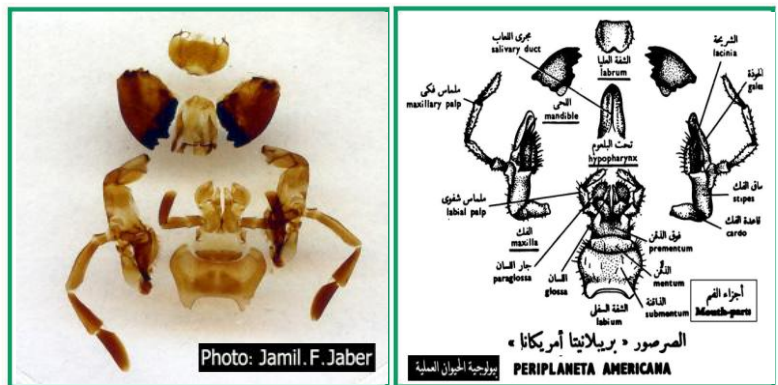 Photo: Jamil.F.Jaber
مجرى اللعاب
salivary duct
الشفة العليا
labrum
الشريحة
lacinia
الخوذة
galea
ملماس فكي
maxillary palp
اللحى
mandible
تحت البلعوم
hypopharynx
ملماس شفوي
labial palp
ساق الفك
stipes
قاعدة الفك
cardo
الفك
maxilla
فوق الذقن
prementum
جار اللسان
paraglossa
اللسان
glossa
الذقن
mentum
الذاقنة
submentum
الشفة السفلى
labium
أجزاء الفم
Mouth-parts
الصرصور « بريبلانيتا أمريكانا »
PERIPLANETA AMERICANA
بيولوجية الحيوان العملية